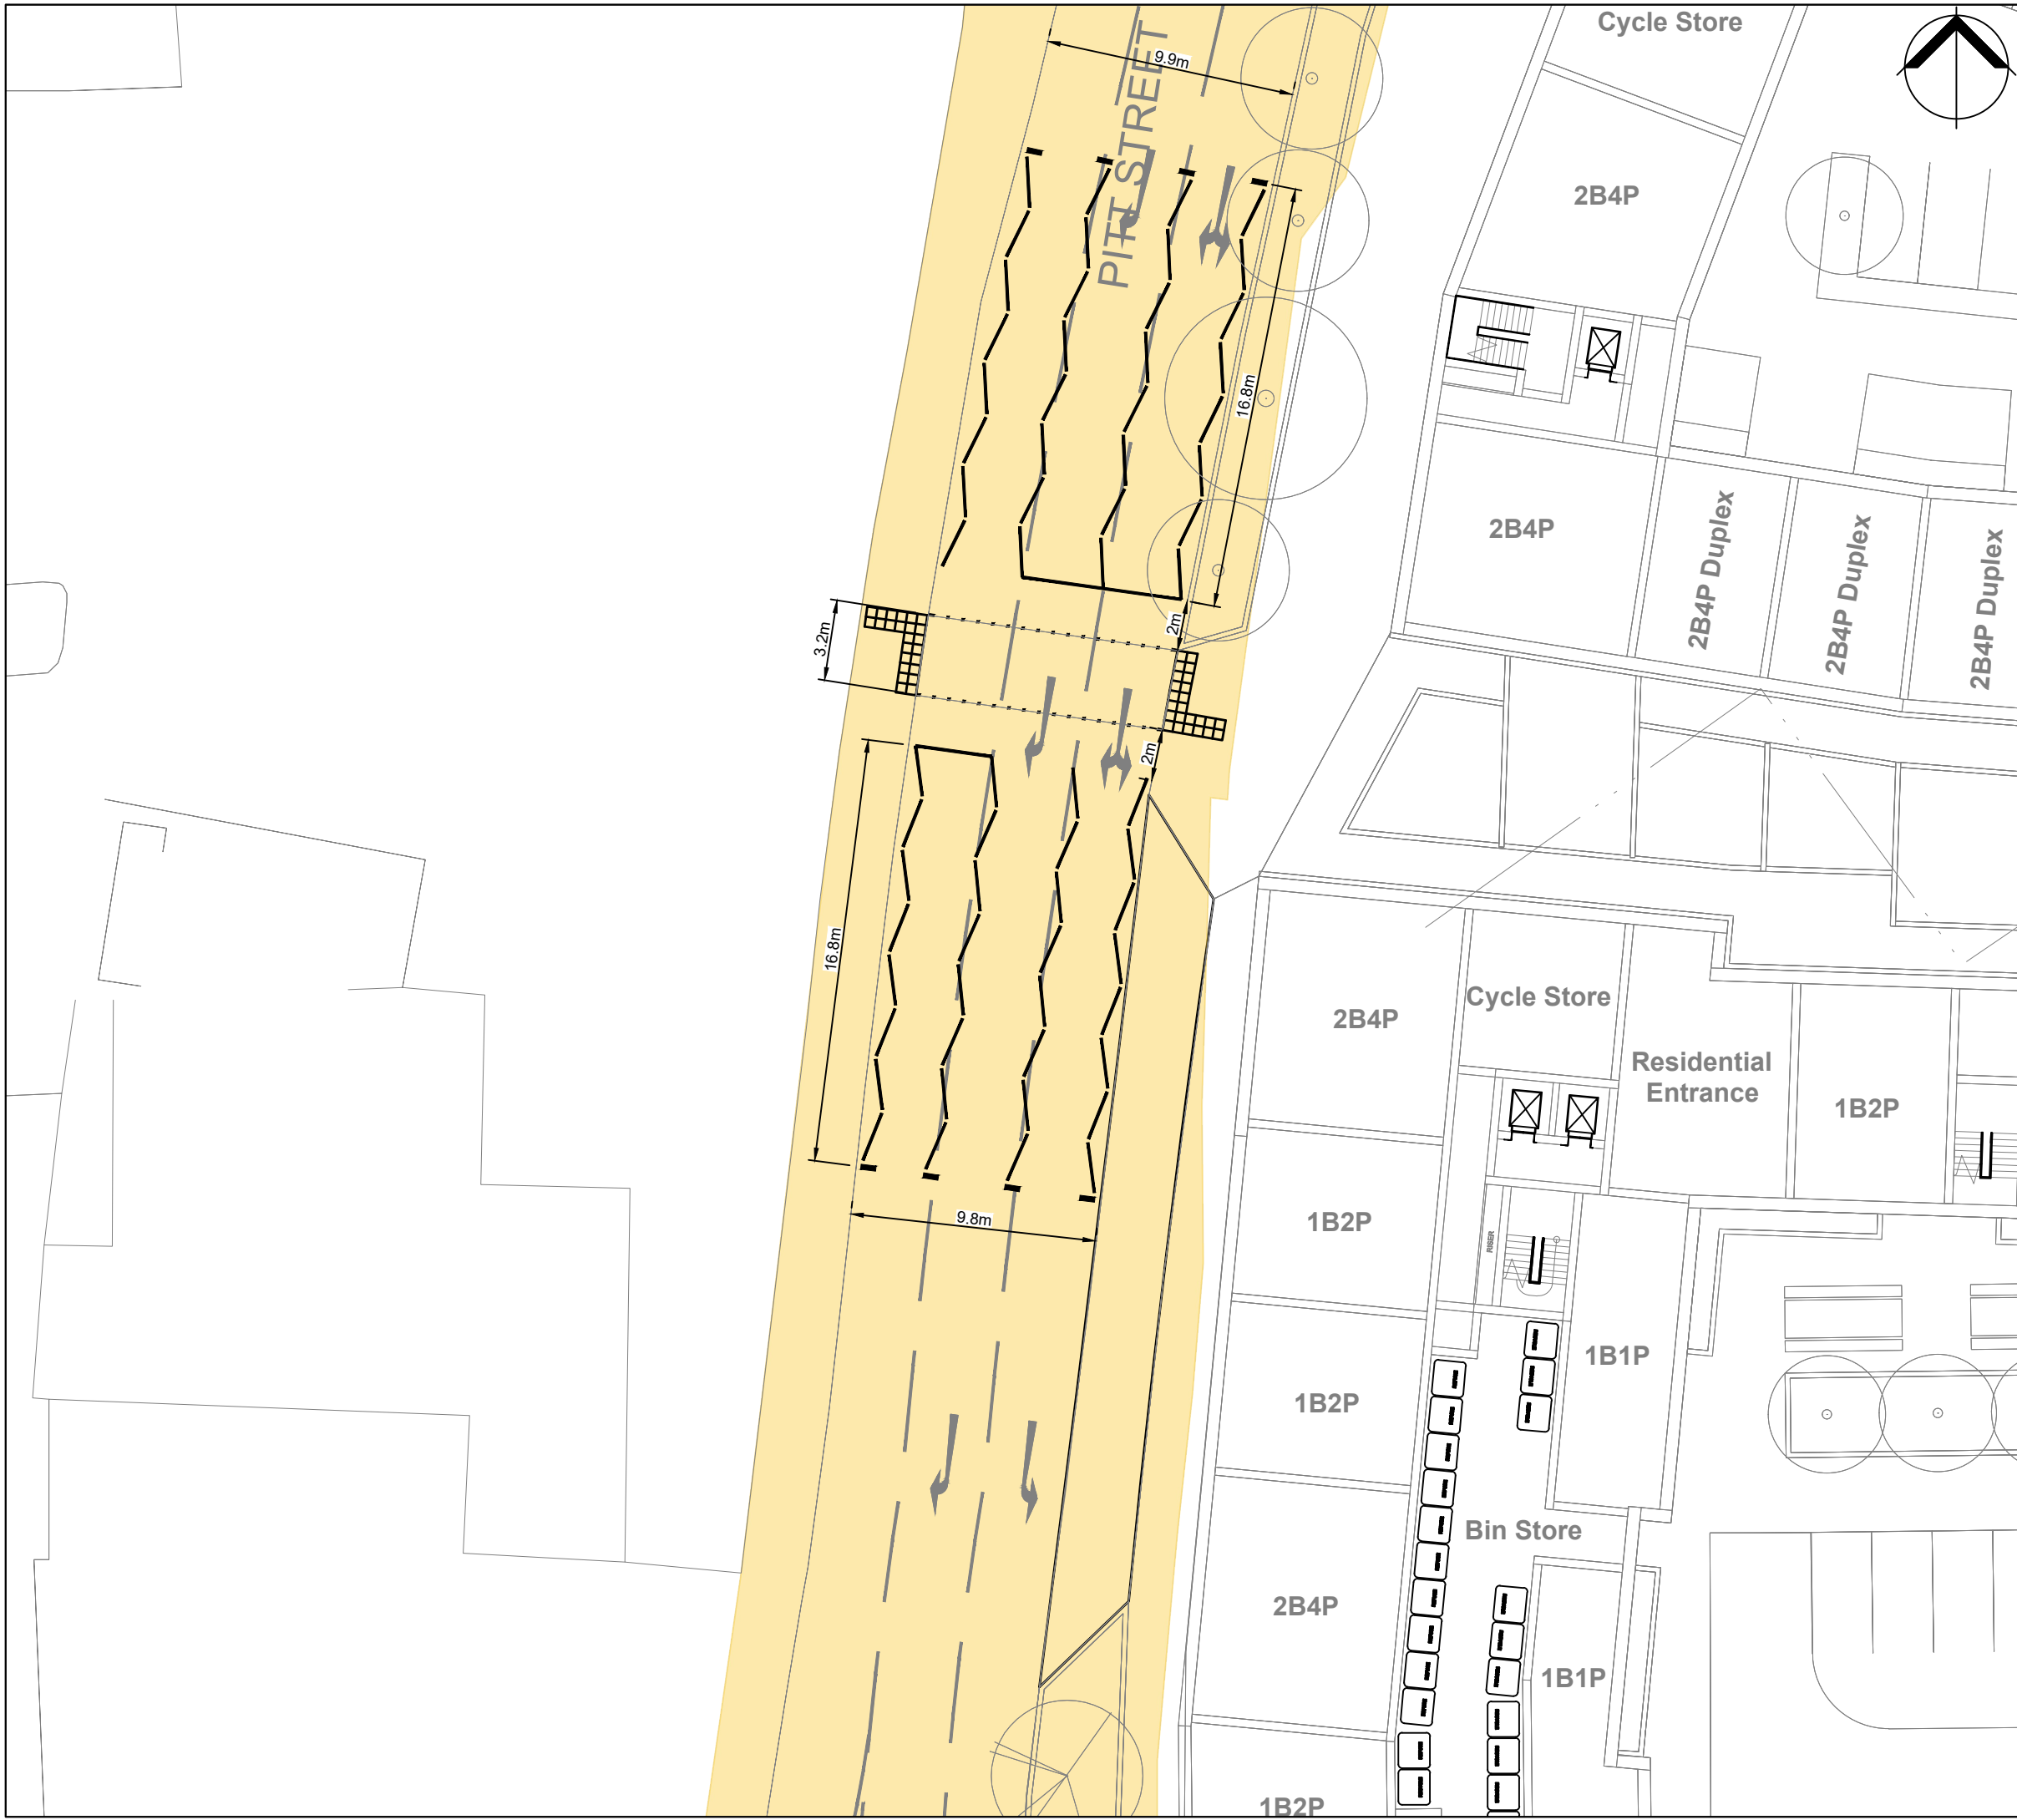 Cycle Store
9.9m
PITT STREET
2B4P
16.8m
2B4P
2B4P Duplex
2B4P Duplex
2B4P Duplex
3.2m
2m
2m
16.8m
2B4P
Cycle Store
Residential
Entrance
1B2P
9.8m
1B2P
RISER
1B2P
1B1P
Bin Store
2B4P
1B1P
1B2P